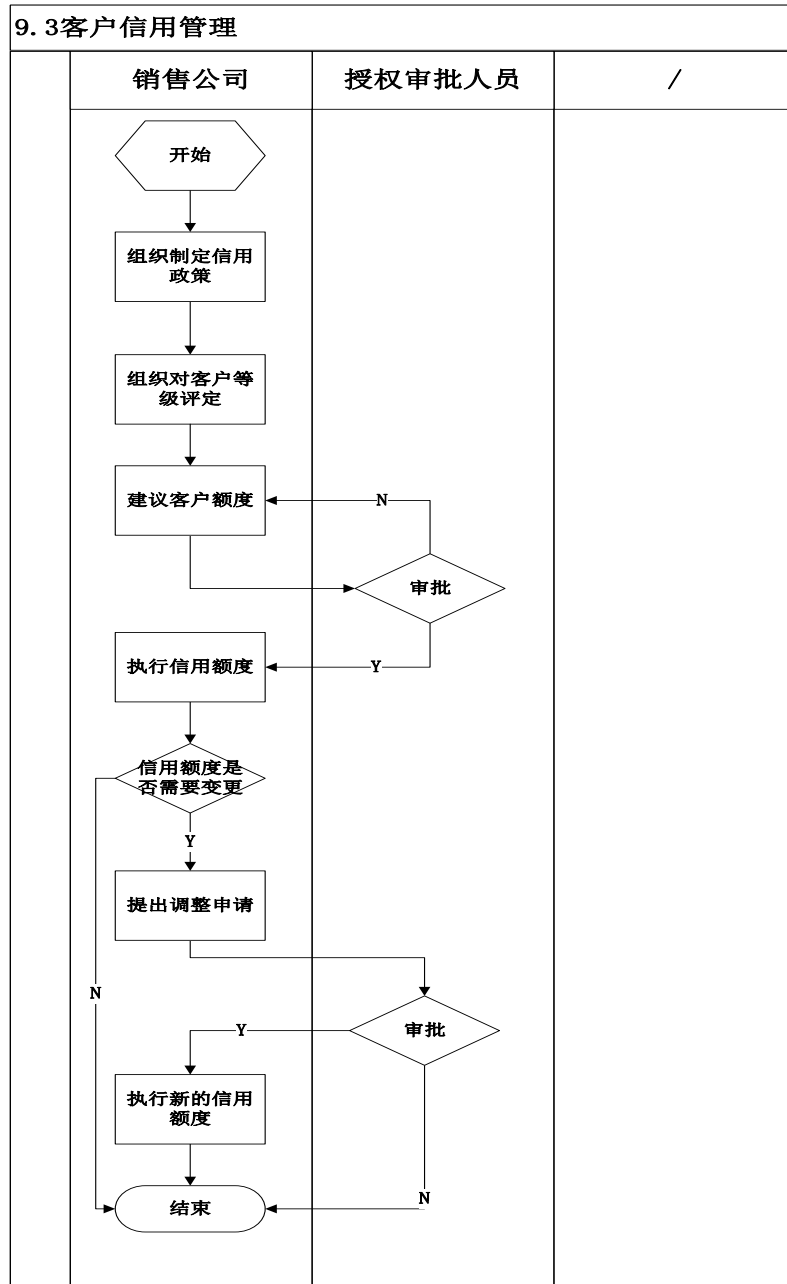 9.3客户信用管理
销售公司
授权审批人员
/
开始
组织制定信用
政策
组织对客户等
级评定
建议客户额度
N
审批
执行信用额度
Y
信用额度是
否需要变更
Y
提出调整申请
N
Y
审批
执行新的信用
额度
N
结束